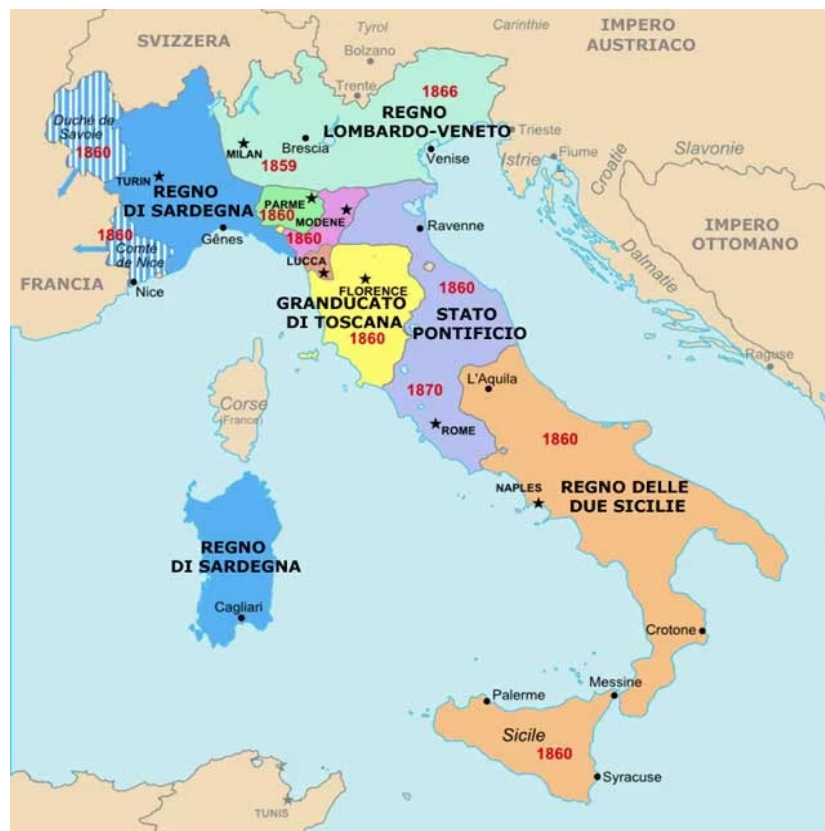 SVIZZERA
Tyrol
Carinthie
IMPERO
AUSTRIACO
Bolzano
Trente
1866
REGNO
LOMBARDO-VENETO
Duché de
Savoie
1860
MILAN
Brescia
1859
Venise
Trieste
Istrie
Fiume
Croatie
Slavonie
TURIN
REGNO
DI SARDEGNA
PARME
1860
MODENE
1860
Ravenne
IMPERO
OTTOMANO
1860
Comté
de Nice
Gênes
LUCCA
FRANCIA
Nice
FLORENCE
GRANDUCATO
DI TOSCANA
1860
1860
STATO
PONTIFICIO
Dalmatie
Raguse
Corse
(France)
1870
L'Aquila
ROME
1860
NAPLES
REGNO DELLE
DUE SICILIE
REGNO
DI SARDEGNA
Cagliari
Crotone
Messine
Palerme
Sicile
1860
Syracuse
TUNIS